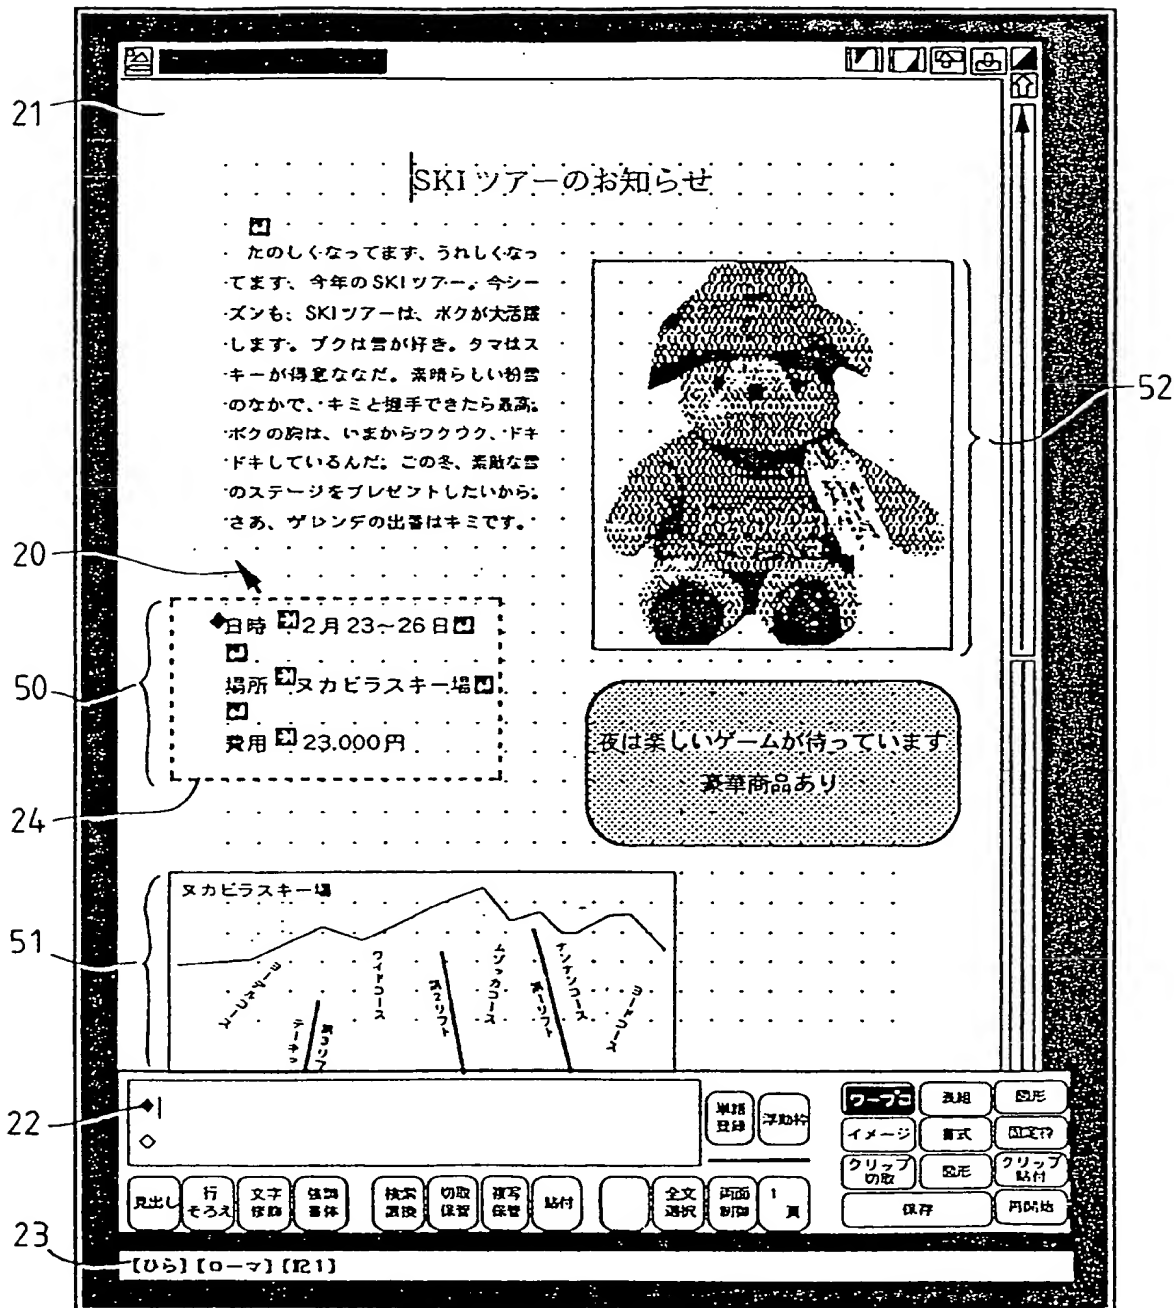 21
SKIツアーのお知らせ
たのしくなってます、うれしくなっ
てます、今年のSKIツアー。今シー
ズンも、SKIツアーは、ボクが大活躍
します。ブクは雪が好き。タマはス
キーが得意ななだ。素晴らしい粉雪
のなかで、キミと握手できたら最高。
ボクの胸は、いまからワクウク、ドキ
ドキしているんだ。この冬、素敵な雪
のステージをプレゼントしたいから。
さあ、ゲレンデの出番はキミです。
52
20
50
日時 2月23~26日
場所 ヌカビラスキー場
費用 23.000円
24
夜は楽しいゲームが待っています
豪華商品あり
51
ヌカビラスキー場
ワイドコース
第2リフト
第1リフト
22
単語登録 浮動枠
ワープロ 表組 図形
イメージ 書式 固定枠
クリップ切取 図形 クリップ貼付
保存
見出し 行そろえ 文字修飾 強調書体 検索置換 切取保管 複写保管 貼付 全文選択 画面制御 1頁
23
[ひら] [ローマ] [記1]